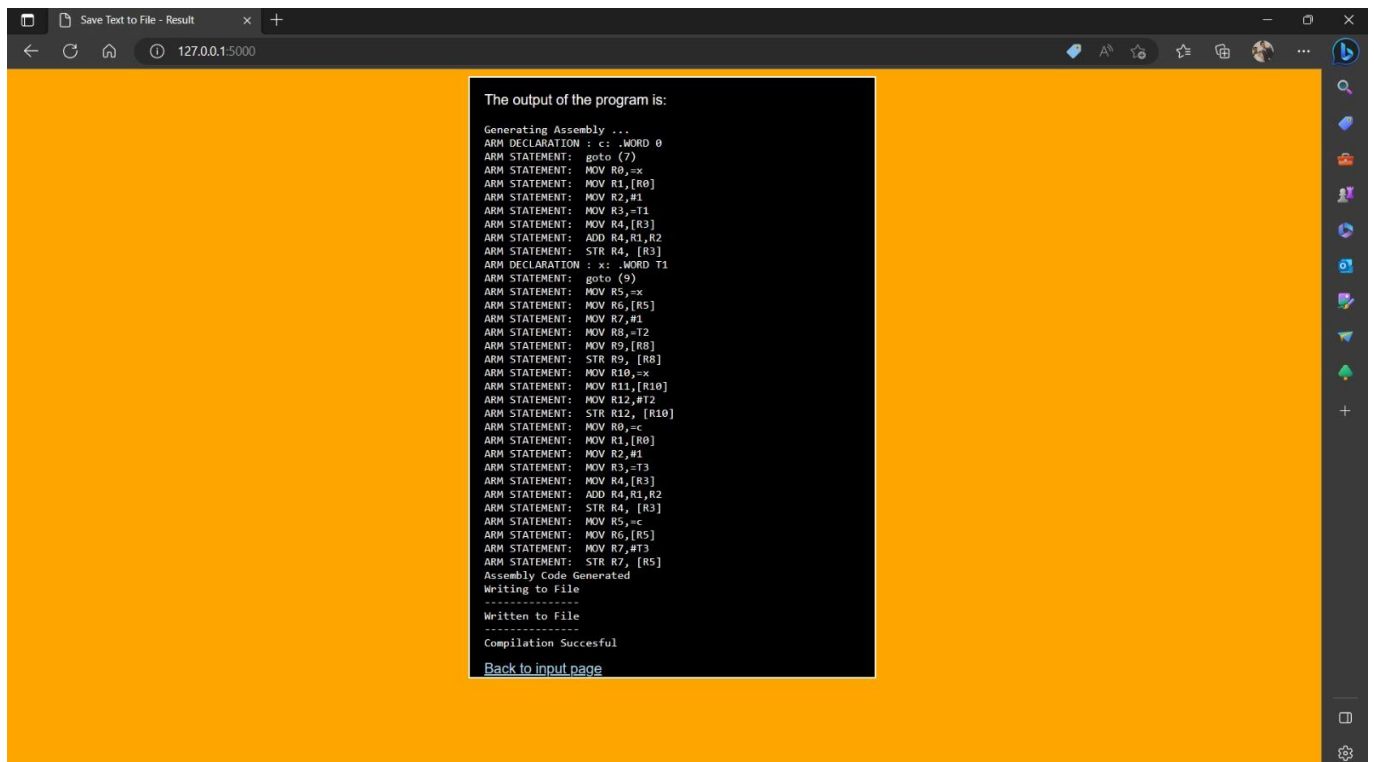 Save Text to File - Result
127.0.0.1:5000
The output of the program is:
Generating Assembly ...
ARM DECLARATION : c: .WORD 0
ARM STATEMENT:  goto (7)
ARM STATEMENT:  MOV R0,=x
ARM STATEMENT:  MOV R1,[R0]
ARM STATEMENT:  MOV R2,#1
ARM STATEMENT:  MOV R3,=T1
ARM STATEMENT:  MOV R4,[R3]
ARM STATEMENT:  ADD R4,R1,R2
ARM STATEMENT:  STR R4, [R3]
ARM DECLARATION : x: .WORD T1
ARM STATEMENT:  goto (9)
ARM STATEMENT:  MOV R5,=x
ARM STATEMENT:  MOV R6,[R5]
ARM STATEMENT:  MOV R7,#1
ARM STATEMENT:  MOV R8,=T2
ARM STATEMENT:  MOV R9,[R8]
ARM STATEMENT:  STR R9, [R8]
ARM STATEMENT:  MOV R10,=x
ARM STATEMENT:  MOV R11,[R10]
ARM STATEMENT:  MOV R12,#T2
ARM STATEMENT:  STR R12, [R10]
ARM STATEMENT:  MOV R0,=c
ARM STATEMENT:  MOV R1,[R0]
ARM STATEMENT:  MOV R2,#1
ARM STATEMENT:  MOV R3,=T3
ARM STATEMENT:  MOV R4,[R3]
ARM STATEMENT:  ADD R4,R1,R2
ARM STATEMENT:  STR R4, [R3]
ARM STATEMENT:  MOV R5,=c
ARM STATEMENT:  MOV R6,[R5]
ARM STATEMENT:  MOV R7,#T3
ARM STATEMENT:  STR R7, [R5]
Assembly Code Generated
Writing to File
---------------
Written to File
---------------
Compilation Succesful
Back to input page